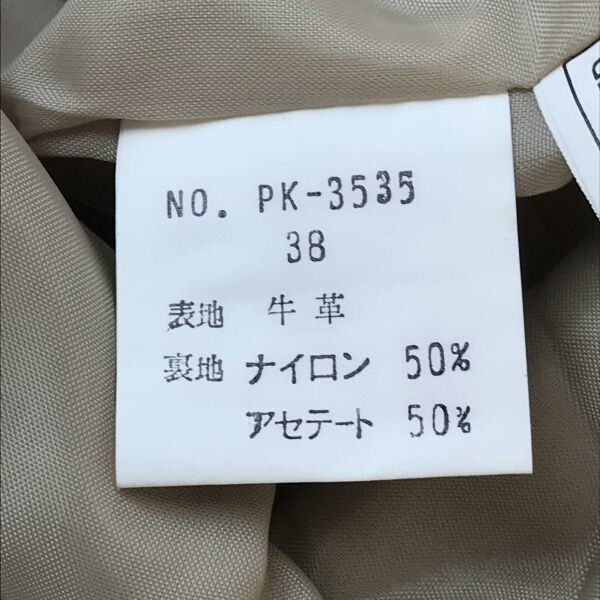 NO. PK-3535
38
表地 牛革
裏地 ナイロン 50%
アセテート 50%